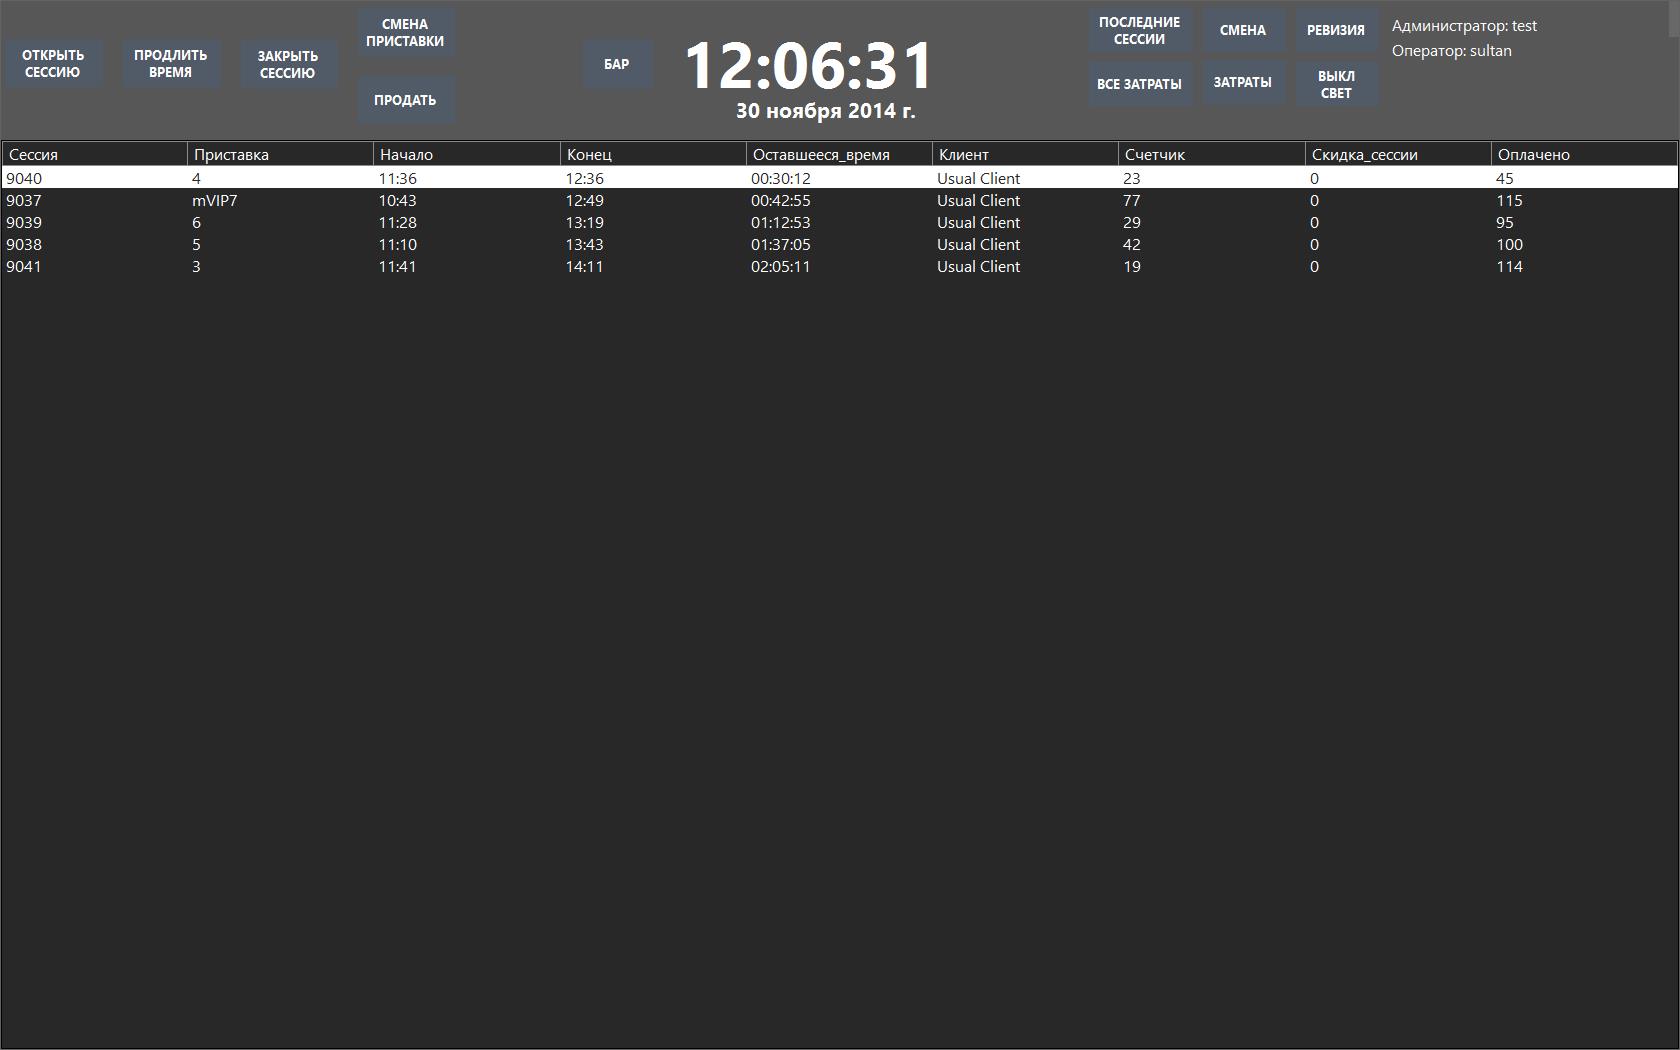 ОТКРЫТЬ
СЕССИЮ
ПРОДЛИТЬ
ВРЕМЯ
ЗАКРЫТЬ
СЕССИЮ
СМЕНА
ПРИСТАВКИ
ПРОДАТЬ
БАР
12:06:31
30 ноября 2014 г.
ПОСЛЕДНИЕ
СЕССИИ
СМЕНА
РЕВИЗИЯ
ВСЕ ЗАТРАТЫ
ЗАТРАТЫ
ВЫКЛ
СВЕТ
Администратор: test
Оператор: sultan
Сессия Приставка Начало Конец Оставшееся_время Клиент Счетчик Скидка_сессии Оплачено
9040 4 11:36 12:36 00:30:12 Usual Client 23 0 45
9037 mVIP7 10:43 12:49 00:42:55 Usual Client 77 0 115
9039 6 11:28 13:19 01:12:53 Usual Client 29 0 95
9038 5 11:10 13:43 01:37:05 Usual Client 42 0 100
9041 3 11:41 14:11 02:05:11 Usual Client 19 0 114